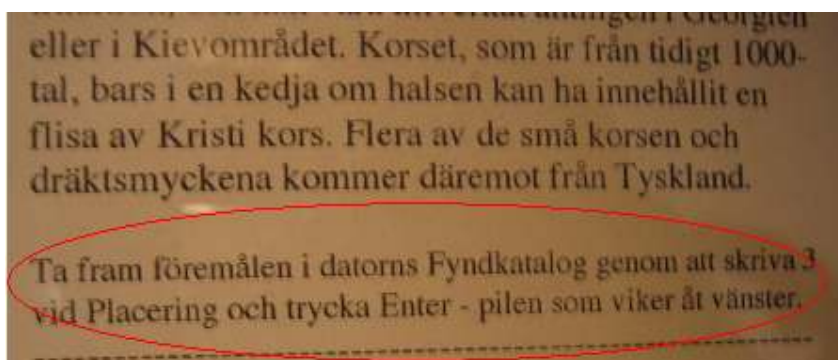 antingen i Georgien
eller i Kievområdet. Korset, som är från tidigt 1000-
tal, bars i en kedja om halsen kan ha innehållit en
flisa av Kristi kors. Flera av de små korsen och
dräktsmyckena kommer däremot från Tyskland.
Ta fram föremålen i datorns Fyndkatalog genom att skriva 3
vid Placering och trycka Enter - pilen som viker åt vänster.